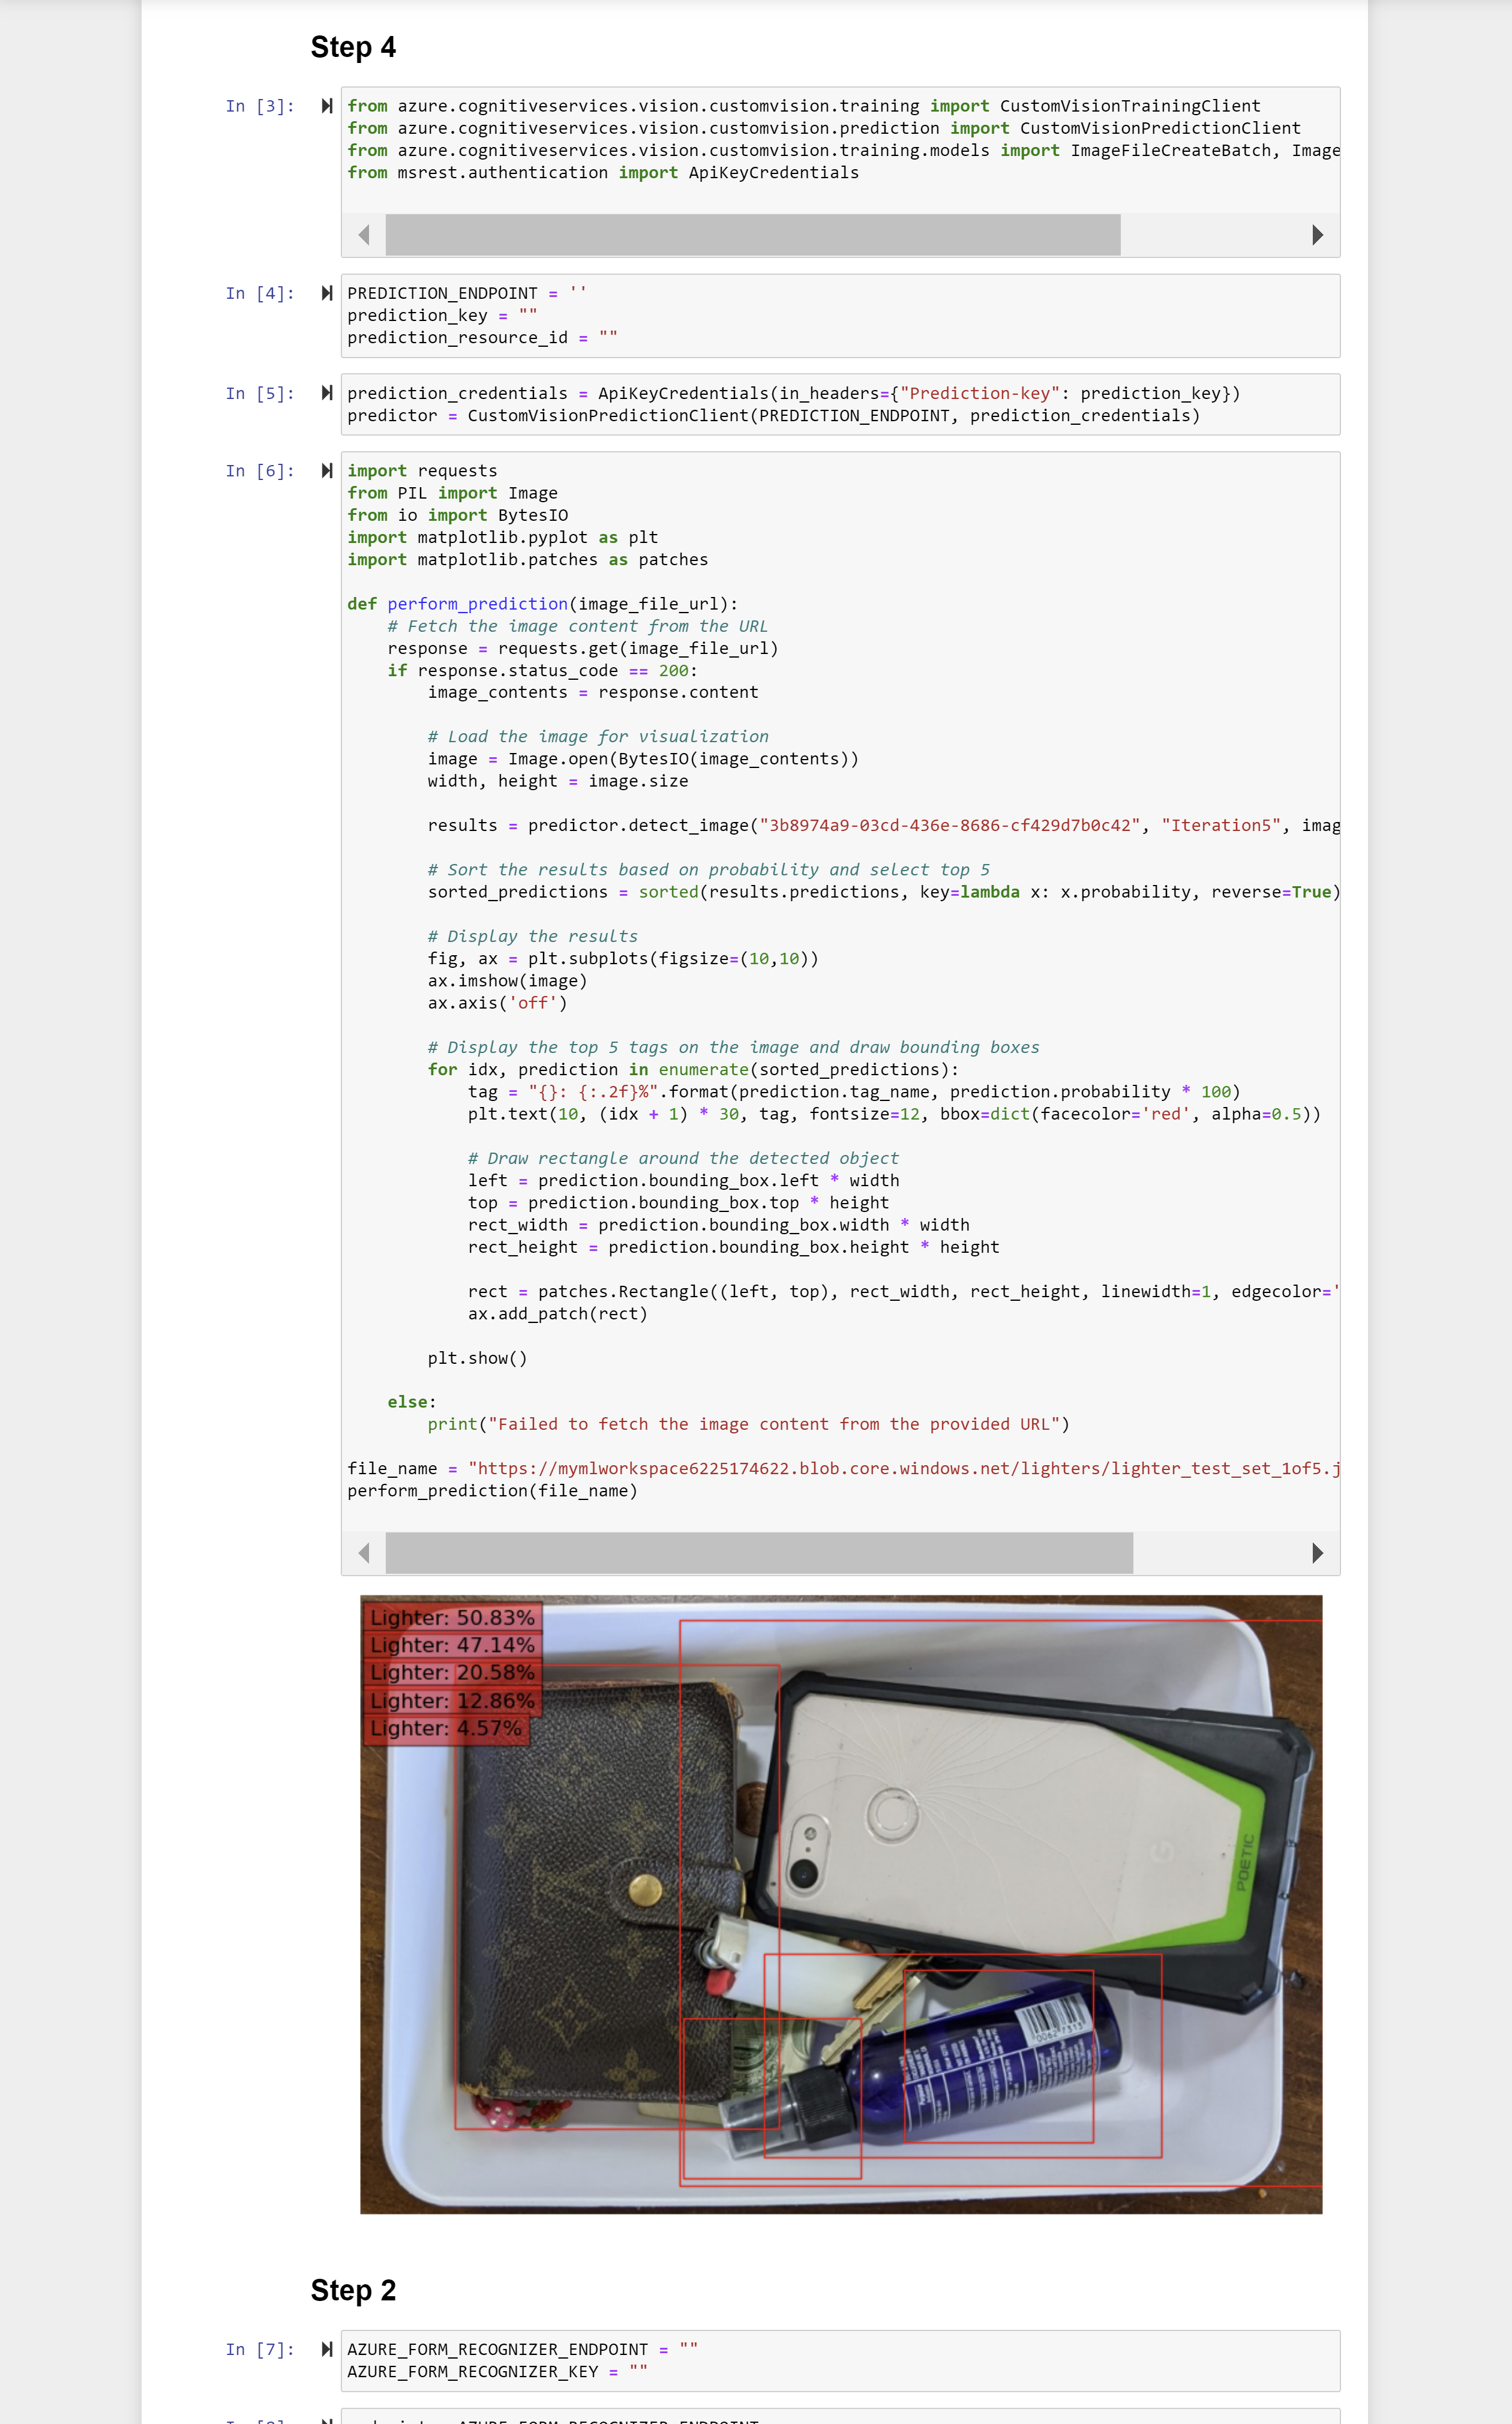 Step 4
In [3]:
from azure.cognitiveservices.vision.customvision.training import CustomVisionTrainingClient
from azure.cognitiveservices.vision.customvision.prediction import CustomVisionPredictionClient
from azure.cognitiveservices.vision.customvision.training.models import ImageFileCreateBatch, Image
from msrest.authentication import ApiKeyCredentials
In [4]:
PREDICTION_ENDPOINT = ''
prediction_key = ""
prediction_resource_id = ""
In [5]:
prediction_credentials = ApiKeyCredentials(in_headers={"Prediction-key": prediction_key})
predictor = CustomVisionPredictionClient(PREDICTION_ENDPOINT, prediction_credentials)
In [6]:
import requests
from PIL import Image
from io import BytesIO
import matplotlib.pyplot as plt
import matplotlib.patches as patches
def perform_prediction(image_file_url):
# Fetch the image content from the URL
response = requests.get(image_file_url)
if response.status_code == 200:
image_contents = response.content
# Load the image for visualization
image = Image.open(BytesIO(image_contents))
width, height = image.size
results = predictor.detect_image("3b8974a9-03cd-436e-8686-cf429d7b0c42", "Iteration5", imag
# Sort the results based on probability and select top 5
sorted_predictions = sorted(results.predictions, key=lambda x: x.probability, reverse=True)
# Display the results
fig, ax = plt.subplots(figsize=(10,10))
ax.imshow(image)
ax.axis('off')
# Display the top 5 tags on the image and draw bounding boxes
for idx, prediction in enumerate(sorted_predictions):
tag = "{}: {:.2f}%".format(prediction.tag_name, prediction.probability * 100)
plt.text(10, (idx + 1) * 30, tag, fontsize=12, bbox=dict(facecolor='red', alpha=0.5))
# Draw rectangle around the detected object
left = prediction.bounding_box.left * width
top = prediction.bounding_box.top * height
rect_width = prediction.bounding_box.width * width
rect_height = prediction.bounding_box.height * height
rect = patches.Rectangle((left, top), rect_width, rect_height, linewidth=1, edgecolor='
ax.add_patch(rect)
plt.show()
else:
print("Failed to fetch the image content from the provided URL")
file_name = "https://mymlworkspace6225174622.blob.core.windows.net/lighters/lighter_test_set_1of5.j
perform_prediction(file_name)
Lighter: 50.83%
Lighter: 47.14%
Lighter: 20.58%
Lighter: 12.86%
Lighter: 4.57%
POETIC
Step 2
In [7]:
AZURE_FORM_RECOGNIZER_ENDPOINT = ""
AZURE_FORM_RECOGNIZER_KEY = ""